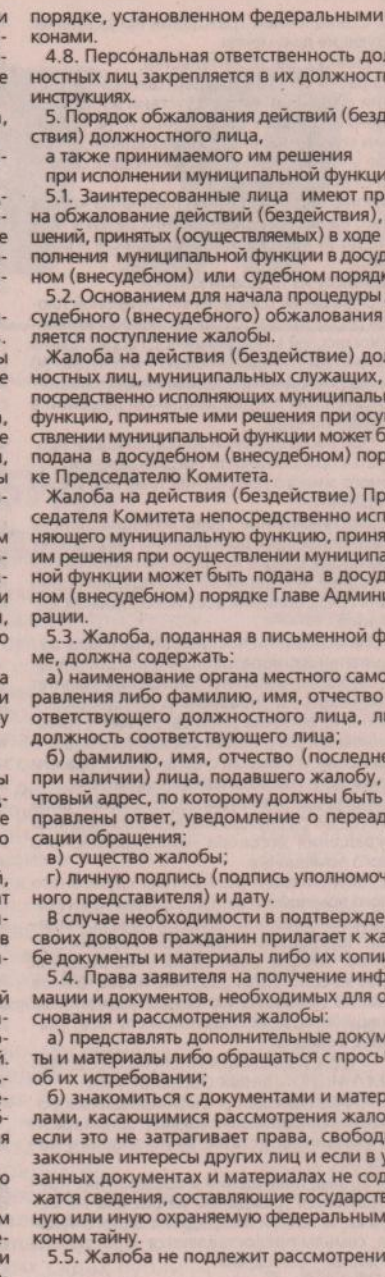 порядке, установленном федеральными
конами.
4.8. Персональная ответственность дол
ностных лиц закрепляется в их должност
инструкциях.
5. Порядок обжалования действий (безд
ствия) должностного лица,
а также принимаемого им решения
при исполнении муниципальной функци
5.1. Заинтересованные лица имеют пр
на обжалование действий (бездействия),
шений, принятых (осуществляемых) в ходе
полнения муниципальной функции в досуд
ном (внесудебном) или судебном порядк
5.2. Основанием для начала процедуры
судебного (внесудебного) обжалования
ляется поступление жалобы.
Жалоба на действия (бездействие) дол
ностных лиц, муниципальных служащих,
посредственно исполняющих муниципаль
функцию, принятые ими решения при осу
ствлении муниципальной функции может б
подана в досудебном (внесудебном) пор
ке Председателю Комитета.
Жалоба на действия (бездействие) Пр
седателя Комитета непосредственно исп
няющего муниципальную функцию, приня
им решения при осуществлении муниципа
ной функции может быть подана в досуд
ном (внесудебном) порядке Главе Админи
рации.
5.3. Жалоба, поданная в письменной ф
ме, должна содержать:
а) наименование органа местного само
равления либо фамилию, имя, отчество
ответствующего должностного лица, л
должность соответствующего лица;
б) фамилию, имя, отчество (последне
при наличии) лица, подавшего жалобу,
чтовый адрес, по которому должны быть
правлены ответ, уведомление о переад
сации обращения;
в) существо жалобы;
г) личную подпись (подпись уполномоч
ного представителя) и дату.
В случае необходимости в подтвержде
своих доводов гражданин прилагает к жа
бе документы и материалы либо их копи
5.4. Права заявителя на получение инф
мации и документов, необходимых для о
снования и рассмотрения жалобы:
а) представлять дополнительные докум
ты и материалы либо обращаться с прось
об их истребовании;
б) знакомиться с документами и матер
лами, касающимися рассмотрения жало
если это не затрагивает права, свобод
законные интересы других лиц и если в у
занных документах и материалах не сод
жатся сведения, составляющие государств
ную или иную охраняемую федеральным
коном тайну.
5.5. Жалоба не подлежит рассмотрени